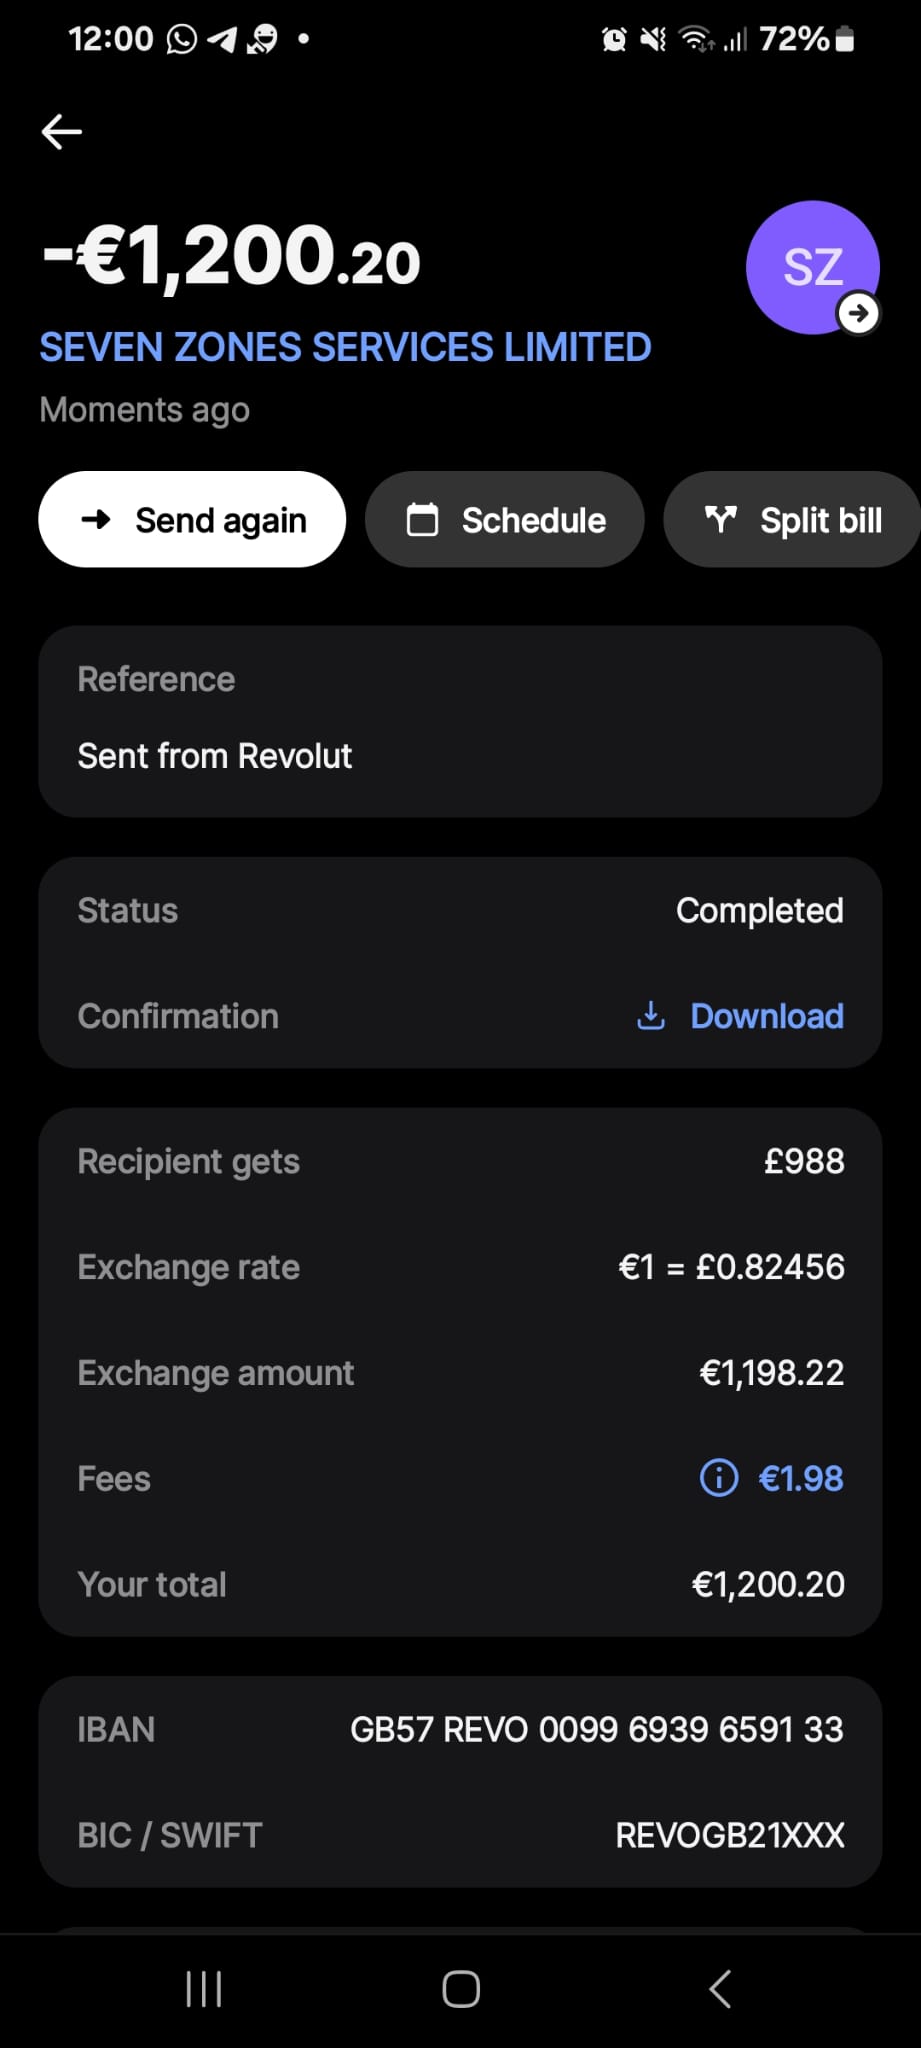 12:00 72%
-€1,200.20
SZ
SEVEN ZONES SERVICES LIMITED
Moments ago
Send again Schedule Split bill
Reference
Sent from Revolut
Status Completed
Confirmation Download
Recipient gets £988
Exchange rate €1 = £0.82456
Exchange amount €1,198.22
Fees €1.98
Your total €1,200.20
IBAN GB57 REVO 0099 6939 6591 33
BIC / SWIFT REVOGB21XXX